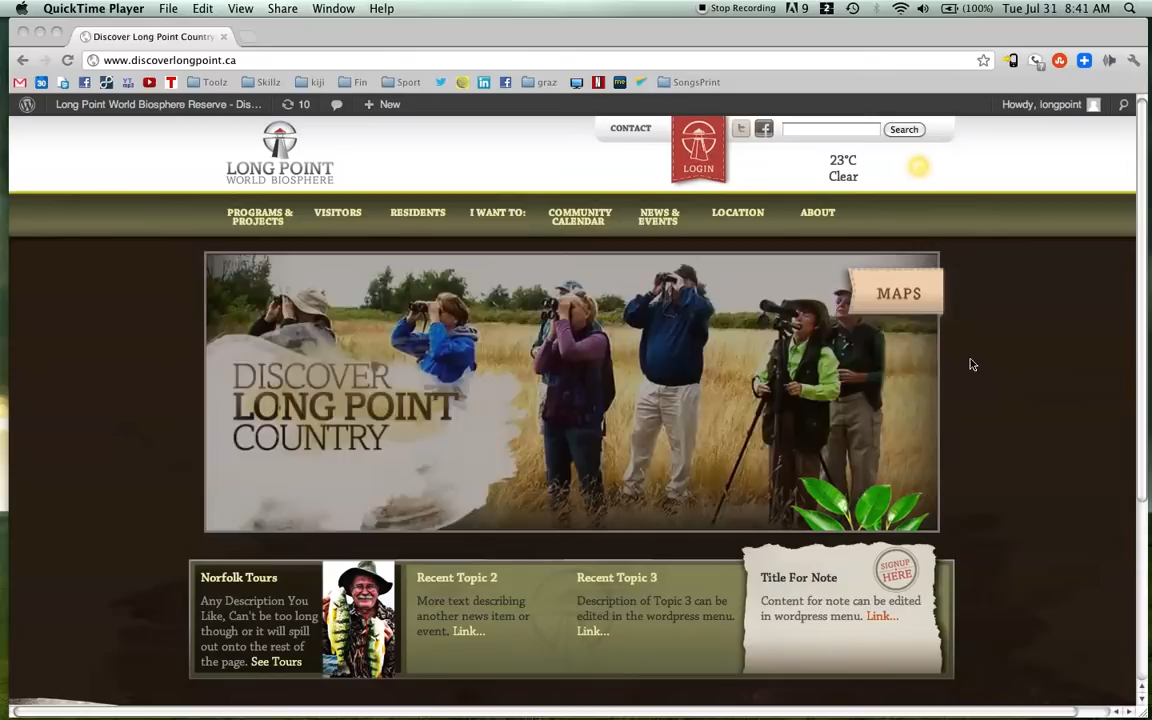 QuickTime Player File Edit View Share Window Help Stop Recording 9 2 (100%) Tue Jul 31 8:41 AM
Discover Long Point Country
www.discoverlongpoint.ca
30 Toolz Skillz kiji Fin Sport graz me SongsPrint
Long Point World Biosphere Reserve - Dis... 10 + New Howdy, longpoint
CONTACT Search
LOGIN
LONG POINT
WORLD BIOSPHERE
23°C
Clear
PROGRAMS &
PROJECTS
VISITORS
RESIDENTS
I WANT TO:
COMMUNITY
CALENDAR
NEWS &
EVENTS
LOCATION
ABOUT
MAPS
DISCOVER
LONG POINT
COUNTRY
Norfolk Tours
Any Description You
Like, Can't be too long
though or it will spill
out onto the rest of
the page. See Tours
Recent Topic 2
More text describing
another news item or
event. Link...
Recent Topic 3
Description of Topic 3 can be
edited in the wordpress menu.
Link...
SIGNUP
HERE
Title For Note
Content for note can be edited
in wordpress menu. Link...